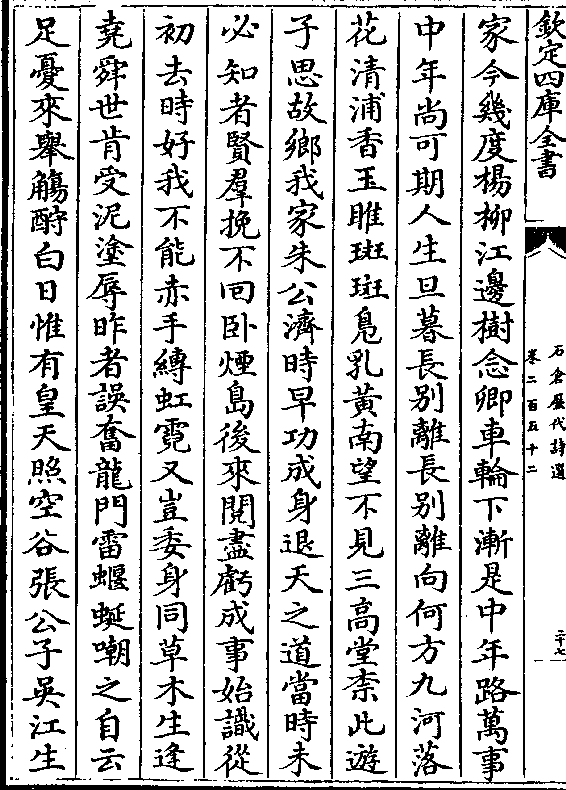 欽定四庫全書
石倉歷代詩選
卷二百五十二
二十七
家今幾度楊柳江邊樹念卿車輪下漸是中年路萬事
中年尚可期人生旦暮長別離長別離向何方九河落
花清浦香玉睢斑斑鳧乳黃南望不見三高堂柰此遊
子思故鄉我家朱公濟時早功成身退天之道當時未
必知者賢羣挽不回卧煙島後來閱盡虧成事始識從
初去時好我不能赤手縛虹霓又豈委身同草木生逢
堯舜世肯受泥塗辱昨者誤奮龍門雷蝘蜒嘲之自云
足憂來舉觴酧白日惟有皇天照空谷張公子吳江生